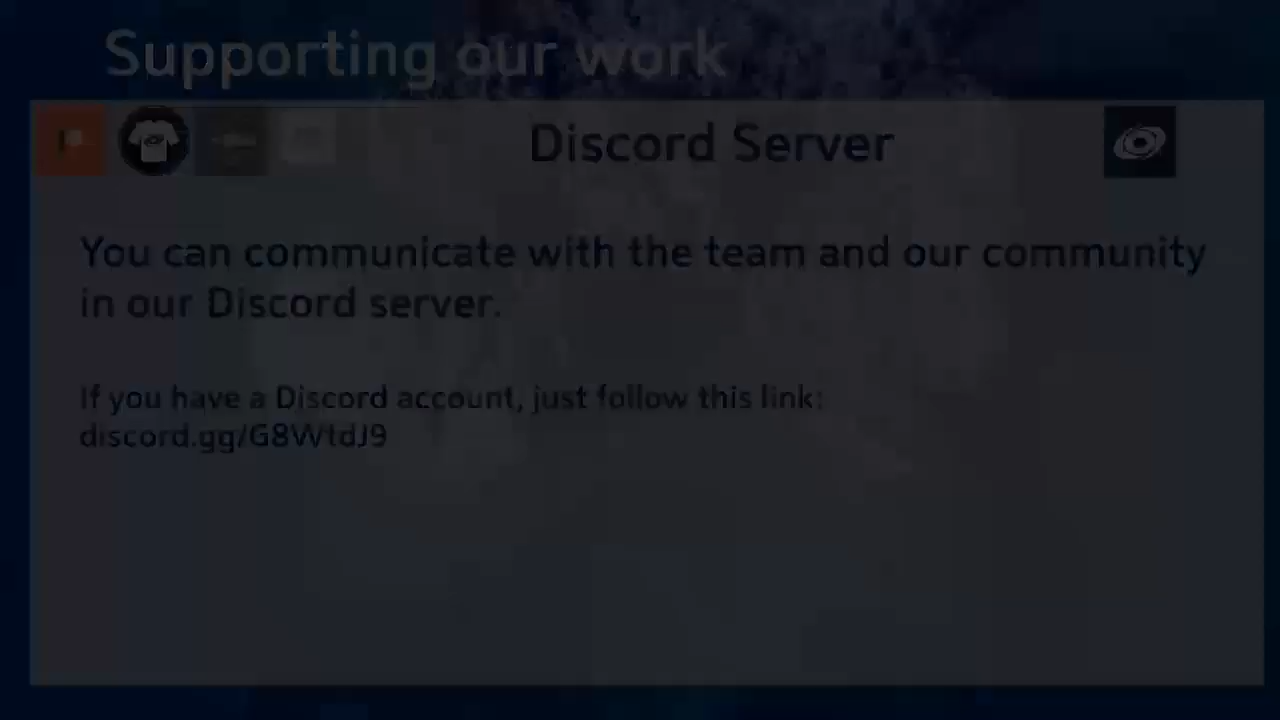 Supporting our work
Discord Server
You can communicate with the team and our community
in our Discord server.
If you have a Discord account, just follow this link:
discord.gg/G8WtdJ9